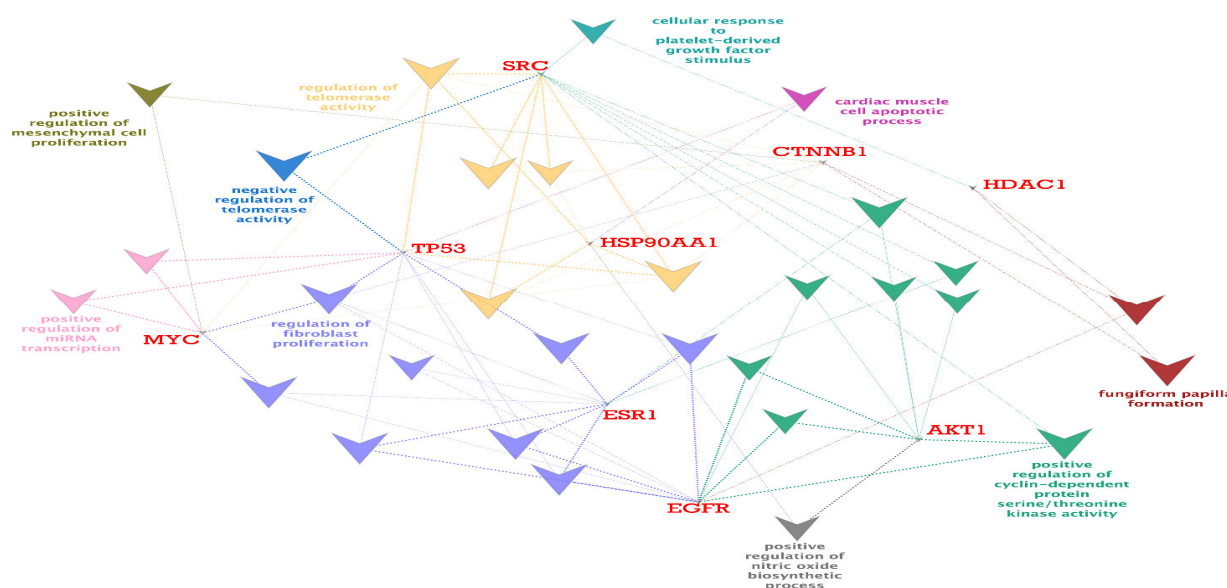 cellular response
to
platelet-derived
growth factor
stimulus
SRC
regulation of
telomerase
activity
positive
regulation of
mesenchymal cell
proliferation
cardiac muscle
cell apoptotic
process
CTNNB1
HDAC1
negative
regulation of
telomerase
activity
TP53
HSP90AA1
positive
regulation of
miRNA
transcription
MYC
regulation of
fibroblast
proliferation
fungiform papilla
formation
ESR1
AKT1
positive
regulation of
cyclin-dependent
protein
serine/threonine
kinase activity
EGFR
positive
regulation of
nitric oxide
biosynthetic
process